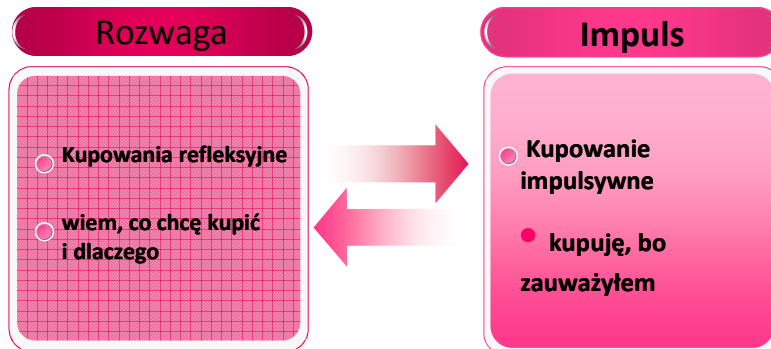 Rozwaga
Kupowania refleksyjne
wiem, co chcę kupić
i dlaczego
Impuls
Kupowanie
impulsywne
kupuję, bo
zauważyłem